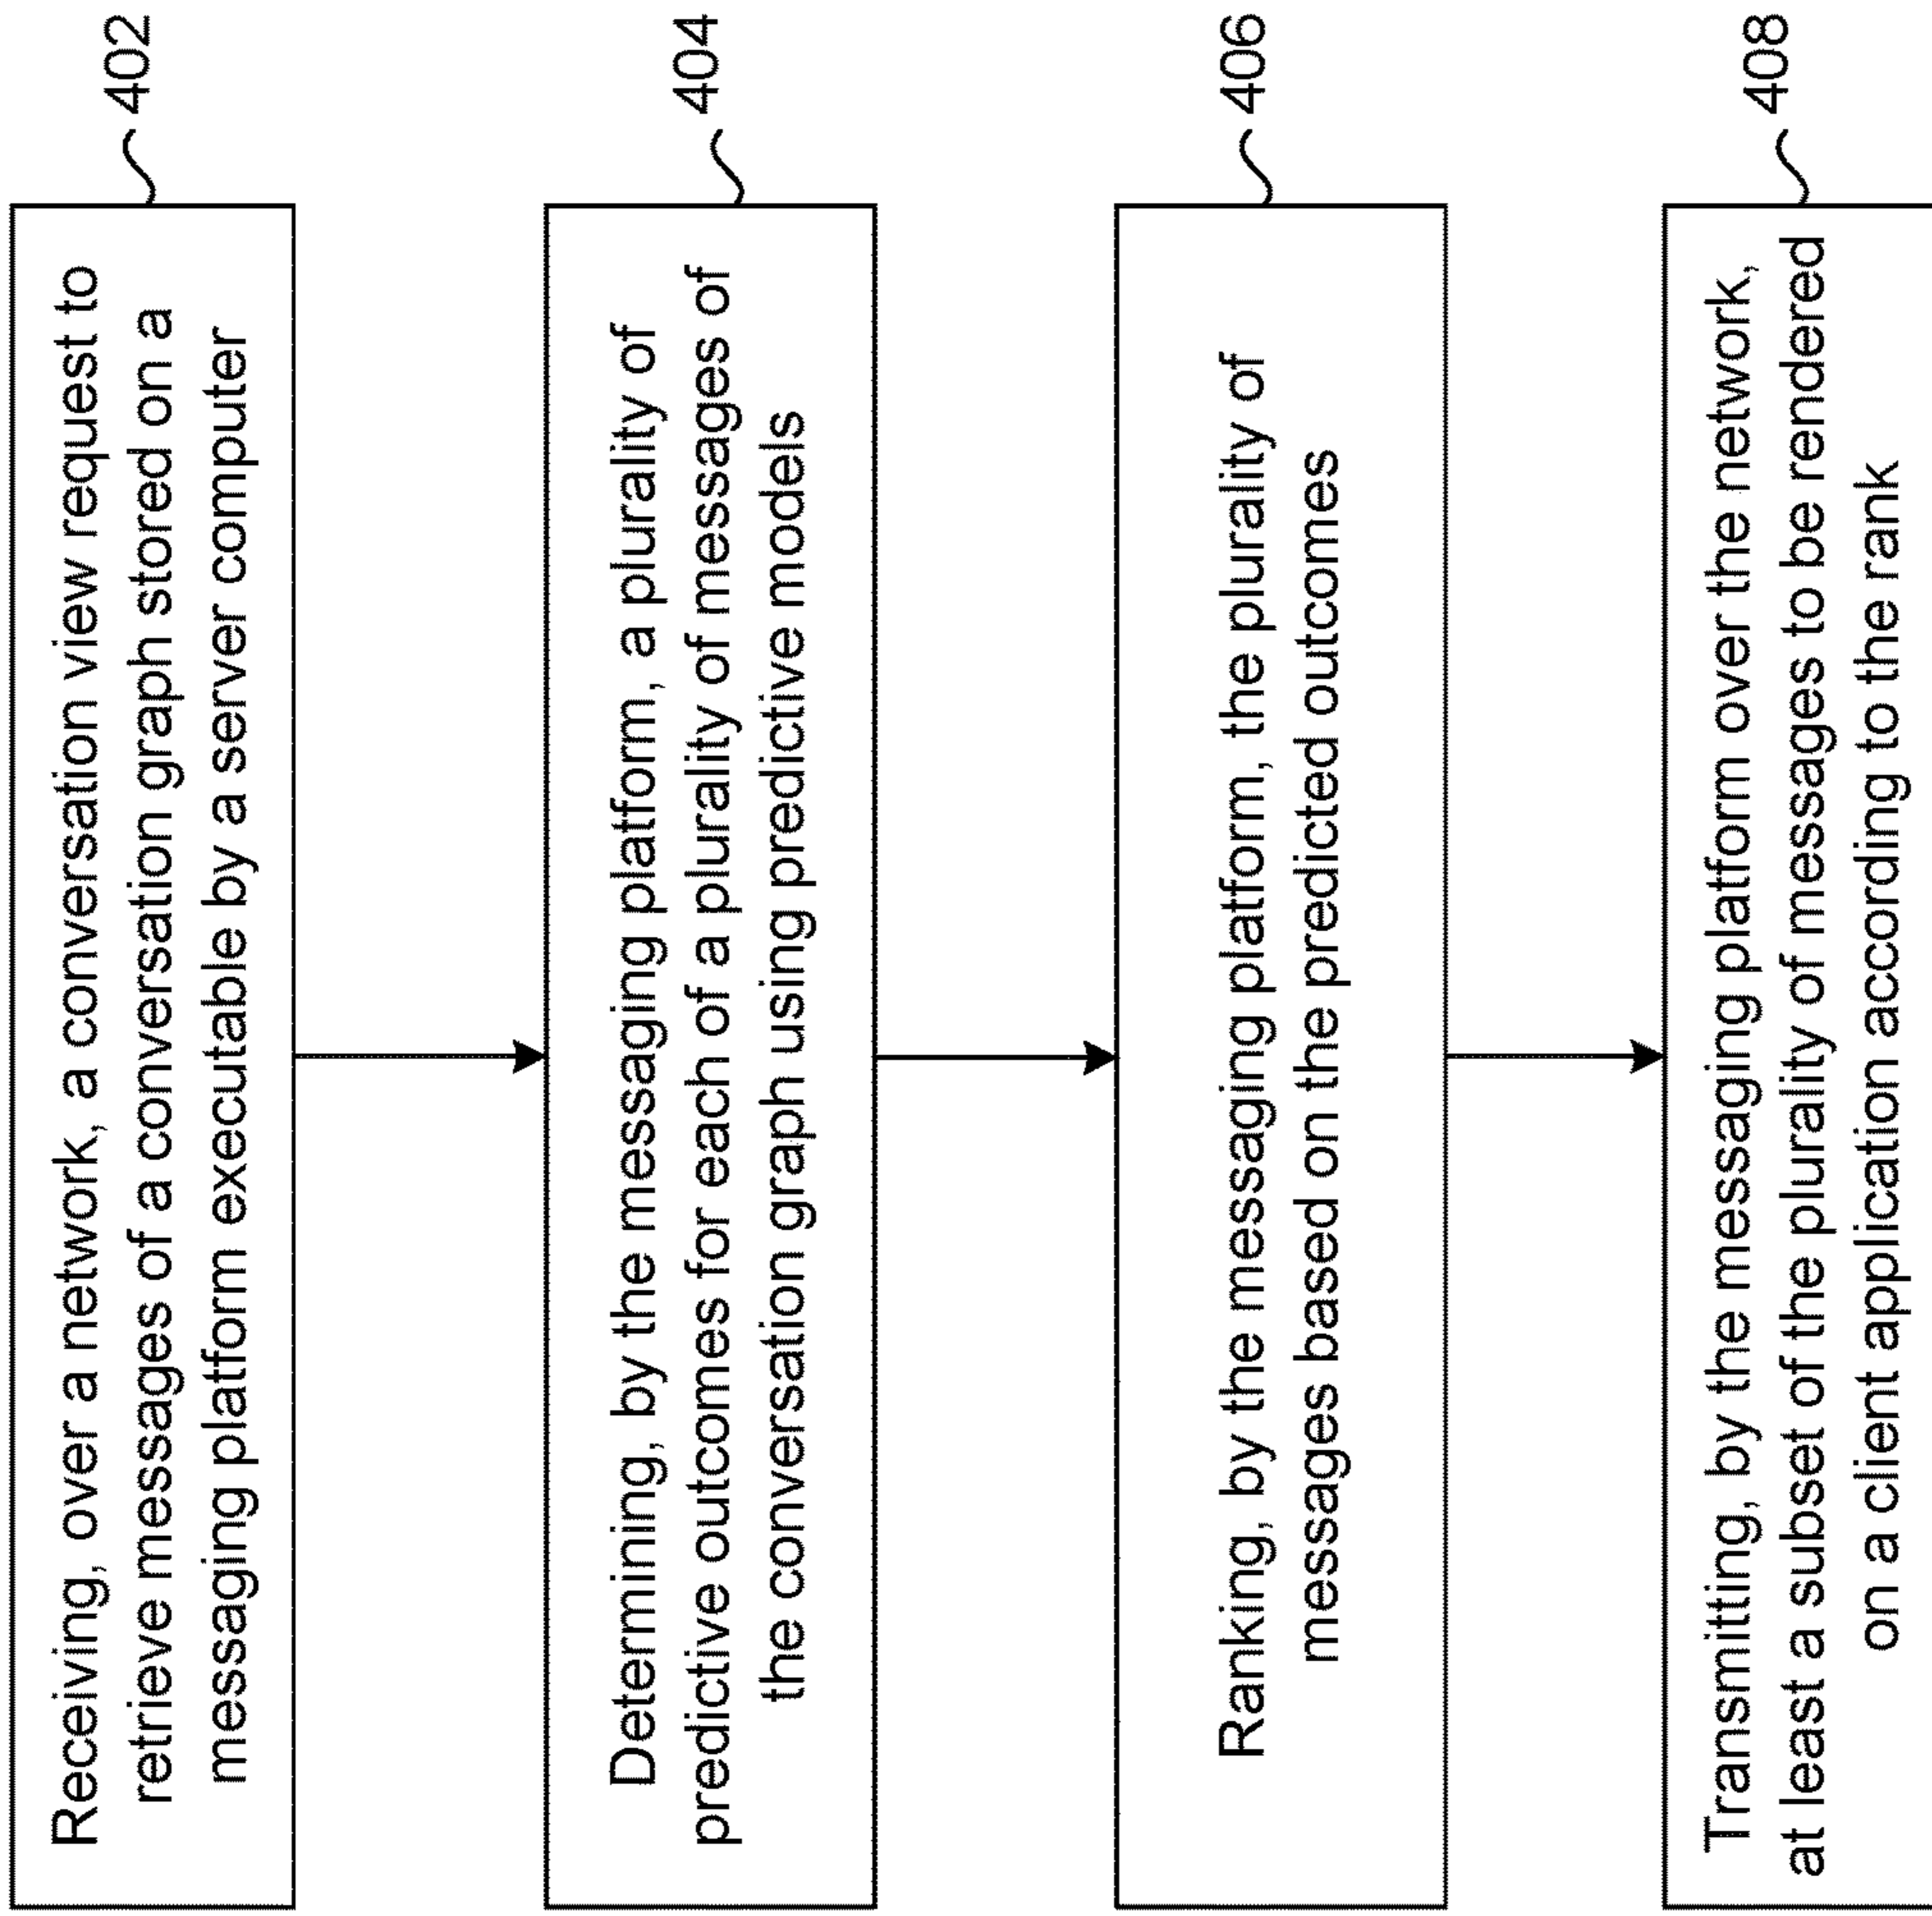 Receiving, over a network, a conversation view request to
retrieve messages of a conversation graph stored on a
messaging platform executable by a server computer
402
Determining, by the messaging platform, a plurality of
predictive outcomes for each of a plurality of messages of
the conversation graph using predictive models
404
Ranking, by the messaging platform, the plurality of
messages based on the predicted outcomes
406
Transmitting, by the messaging platform over the network,
at least a subset of the plurality of messages to be rendered
on a client application according to the rank
408